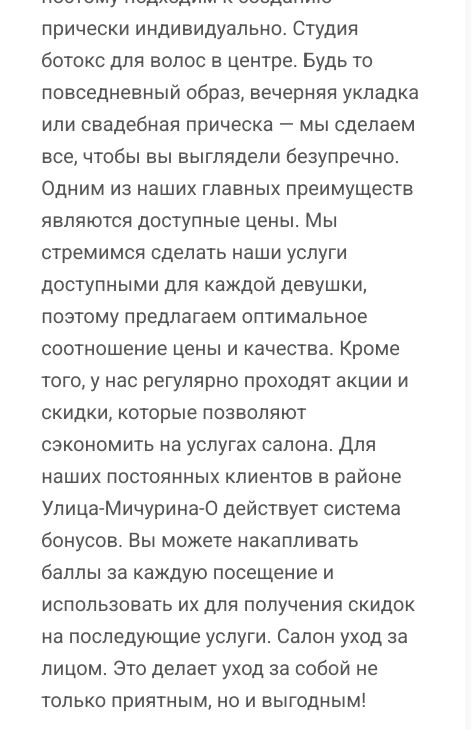 поэтому подходим к созданию
прически индивидуально. Студия
ботокс для волос в центре. Будь то
повседневный образ, вечерняя укладка
или свадебная прическа — мы сделаем
все, чтобы вы выглядели безупречно.
Одним из наших главных преимуществ
являются доступные цены. Мы
стремимся сделать наши услуги
доступными для каждой девушки,
поэтому предлагаем оптимальное
соотношение цены и качества. Кроме
того, у нас регулярно проходят акции и
скидки, которые позволяют
сэкономить на услугах салона. Для
наших постоянных клиентов в районе
Улица-Мичурина-О действует система
бонусов. Вы можете накапливать
баллы за каждую посещение и
использовать их для получения скидок
на последующие услуги. Салон уход за
лицом. Это делает уход за собой не
только приятным, но и выгодным!